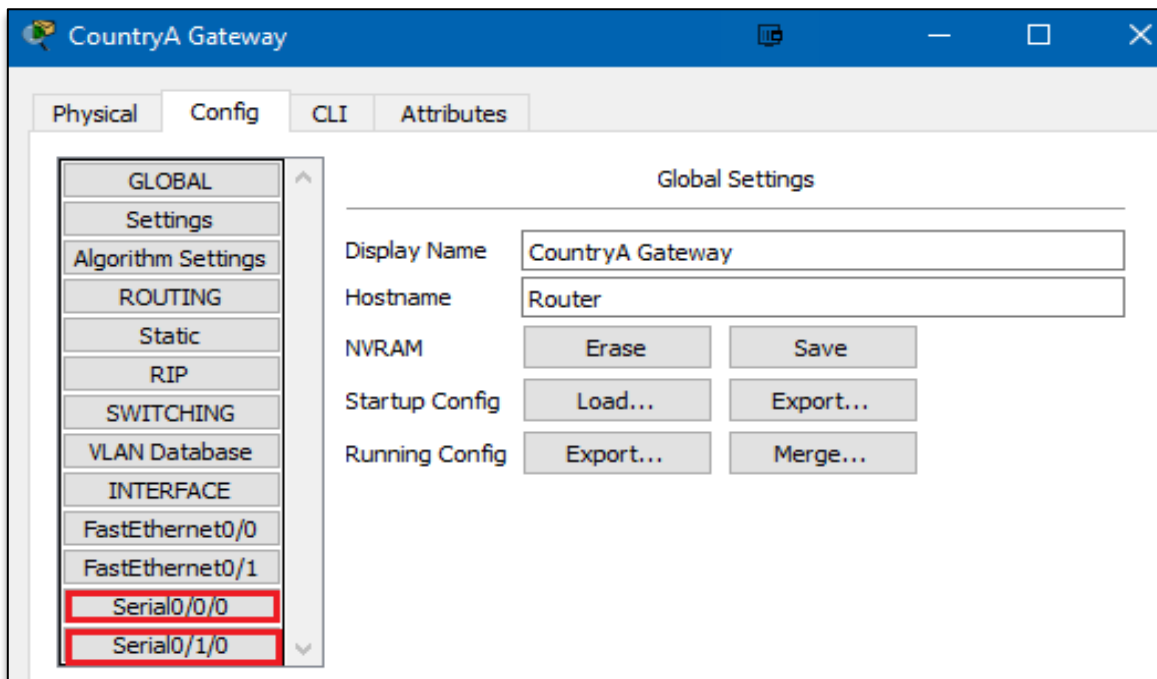 CountryA Gateway
Physical
Config
CLI
Attributes
GLOBAL
Settings
Algorithm Settings
ROUTING
Static
RIP
SWITCHING
VLAN Database
INTERFACE
FastEthernet0/0
FastEthernet0/1
Serial0/0/0
Serial0/1/0
Global Settings
Display Name CountryA Gateway
Hostname Router
NVRAM Erase Save
Startup Config Load... Export...
Running Config Export... Merge...